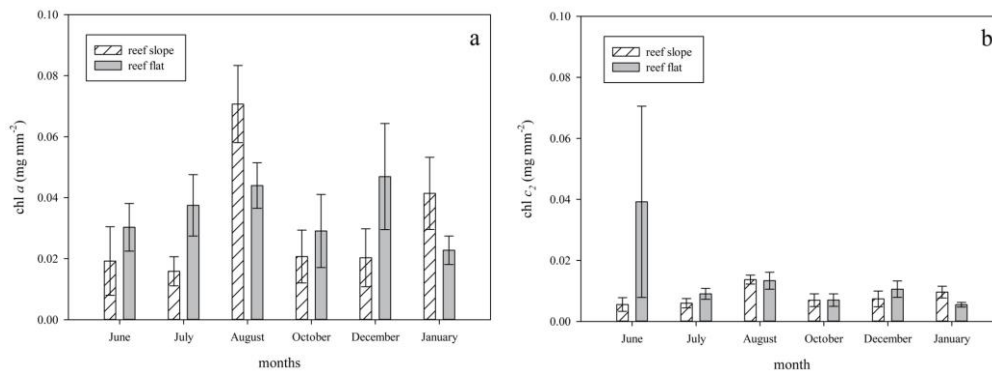 a
chl a (mg mm-2)
0.10
0.08
0.06
0.04
0.02
0.00
reef slope
reef flat
June July August October December January
months
b
chl c2 (mg mm-2)
0.10
0.08
0.06
0.04
0.02
0.00
reef slope
reef flat
June July August October December January
month